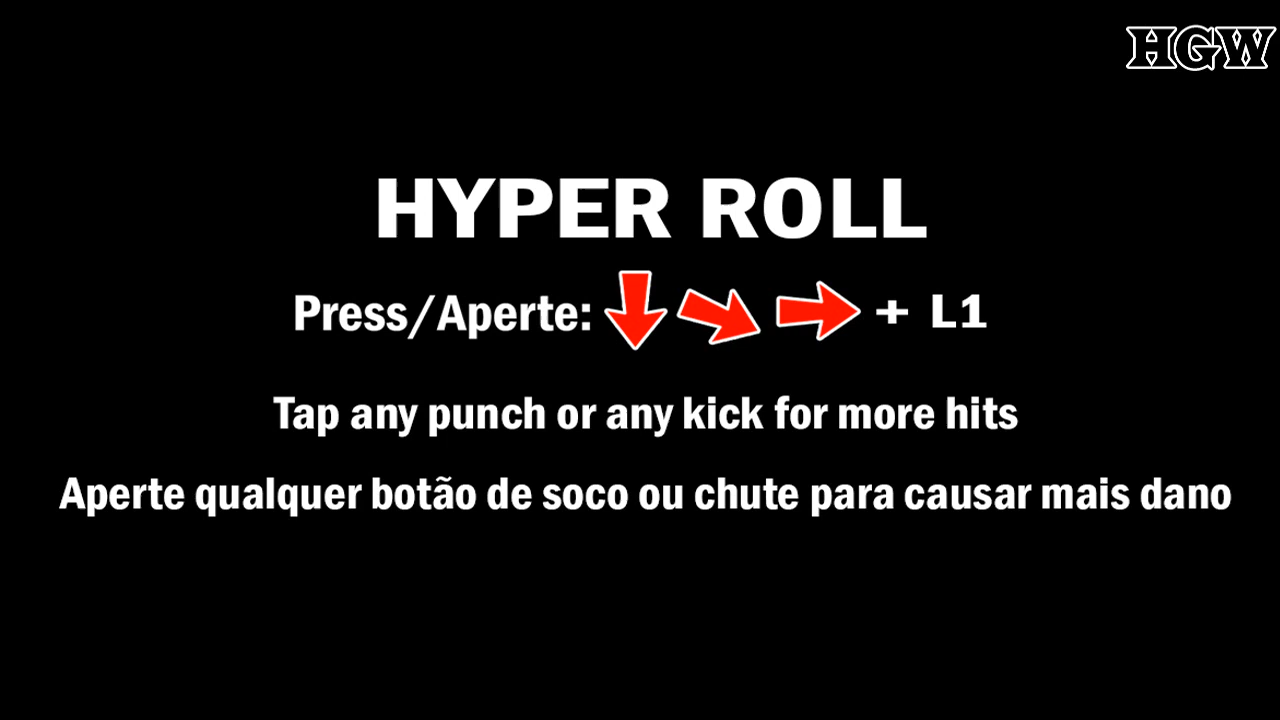 HGW
HYPER ROLL
Press/Aperte: + L1
Tap any punch or any kick for more hits
Aperte qualquer botão de soco ou chute para causar mais dano